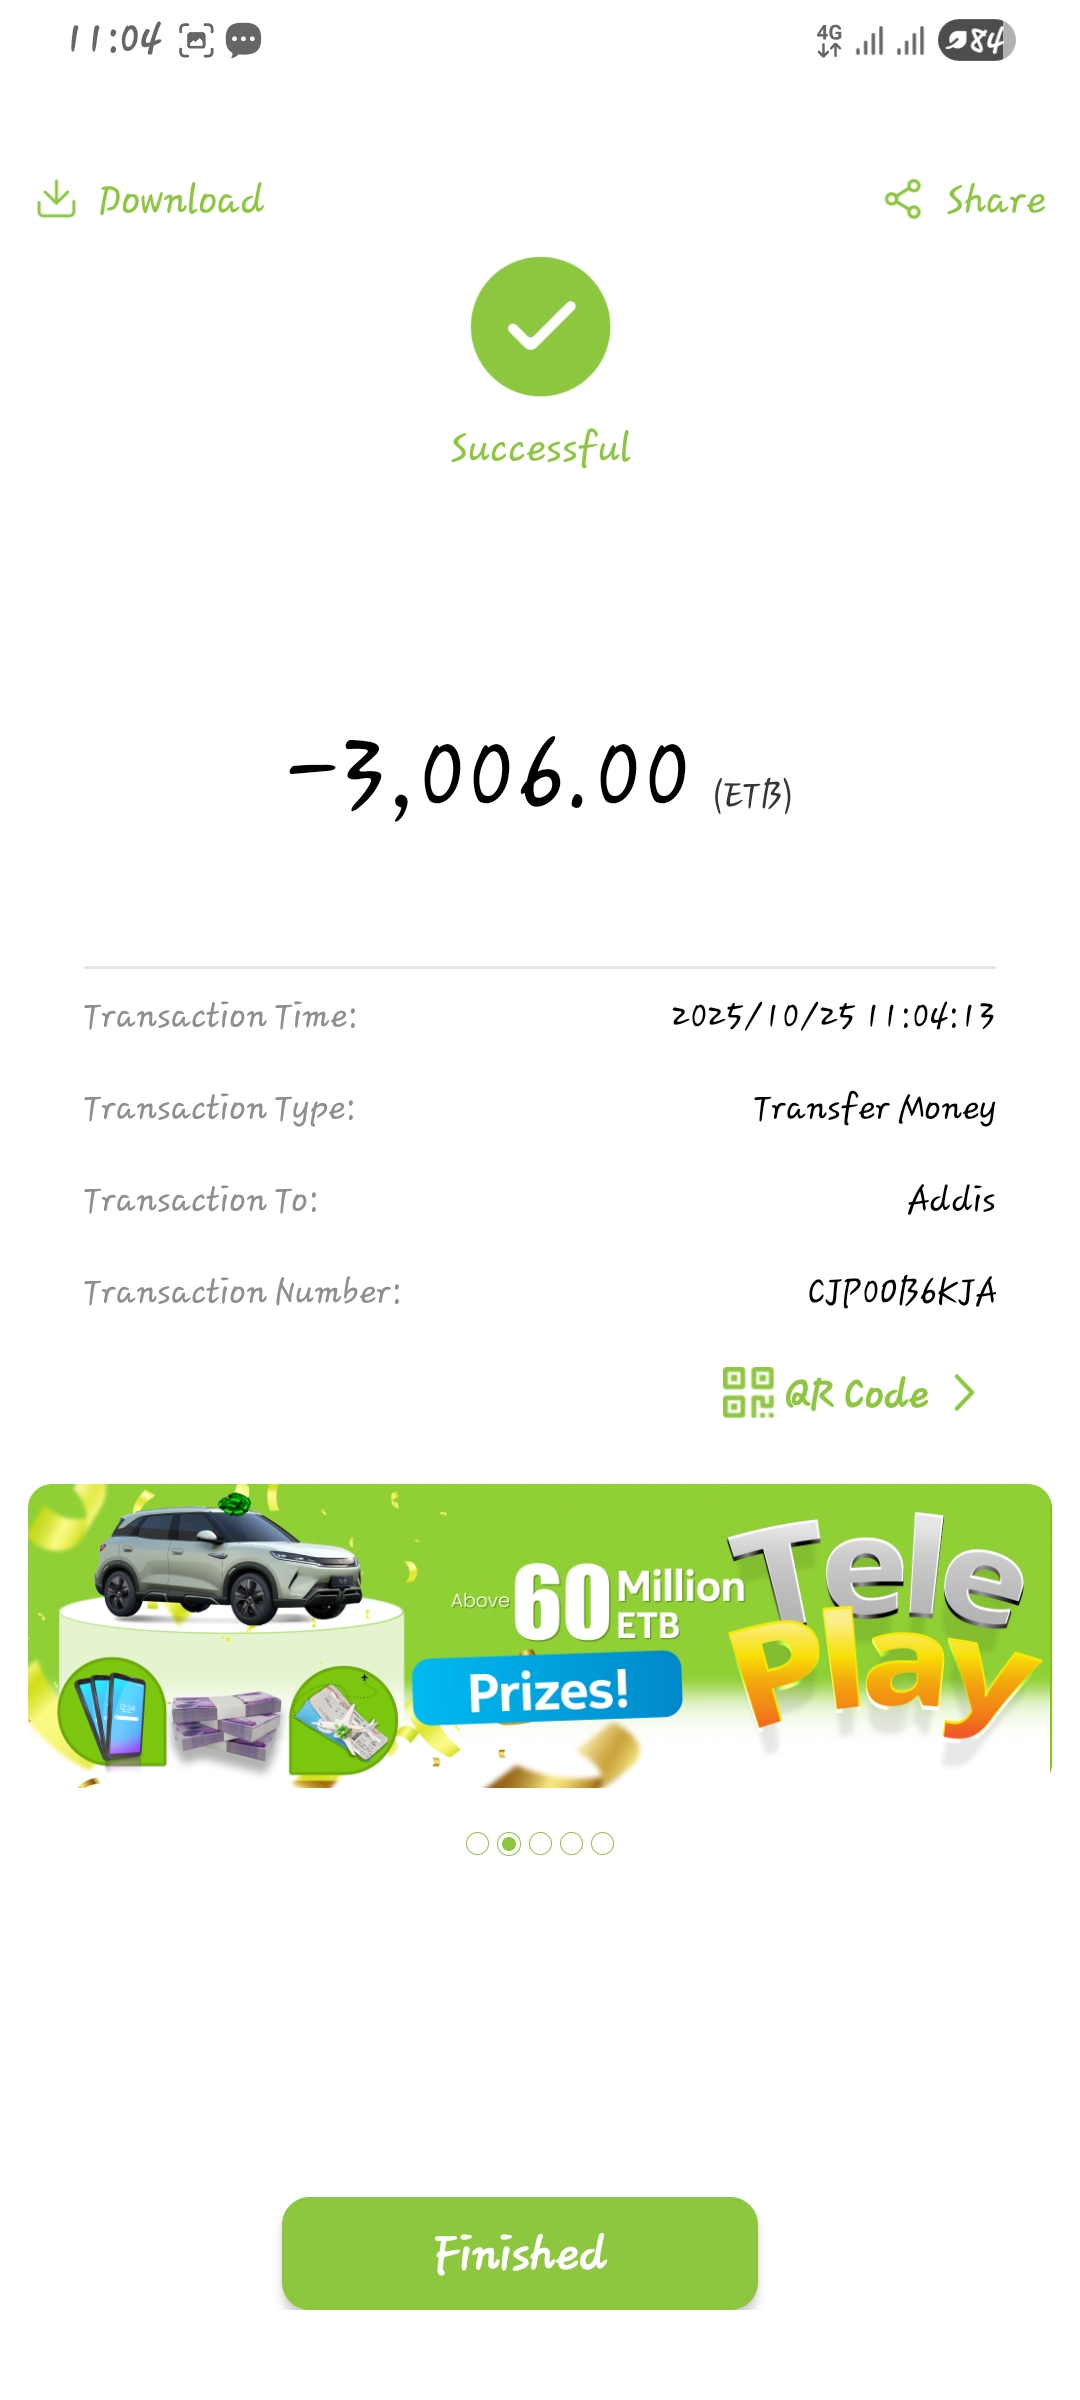 11:04
4G
84
Download
Share
Successful
-3,006.00 (ETB)
Transaction Time: 2025/10/25 11:04:13
Transaction Type: Transfer Money
Transaction To: Addis
Transaction Number: CJP00B6KJA
QR Code
Above 60 Million ETB
Prizes!
Tele
Play
Finished